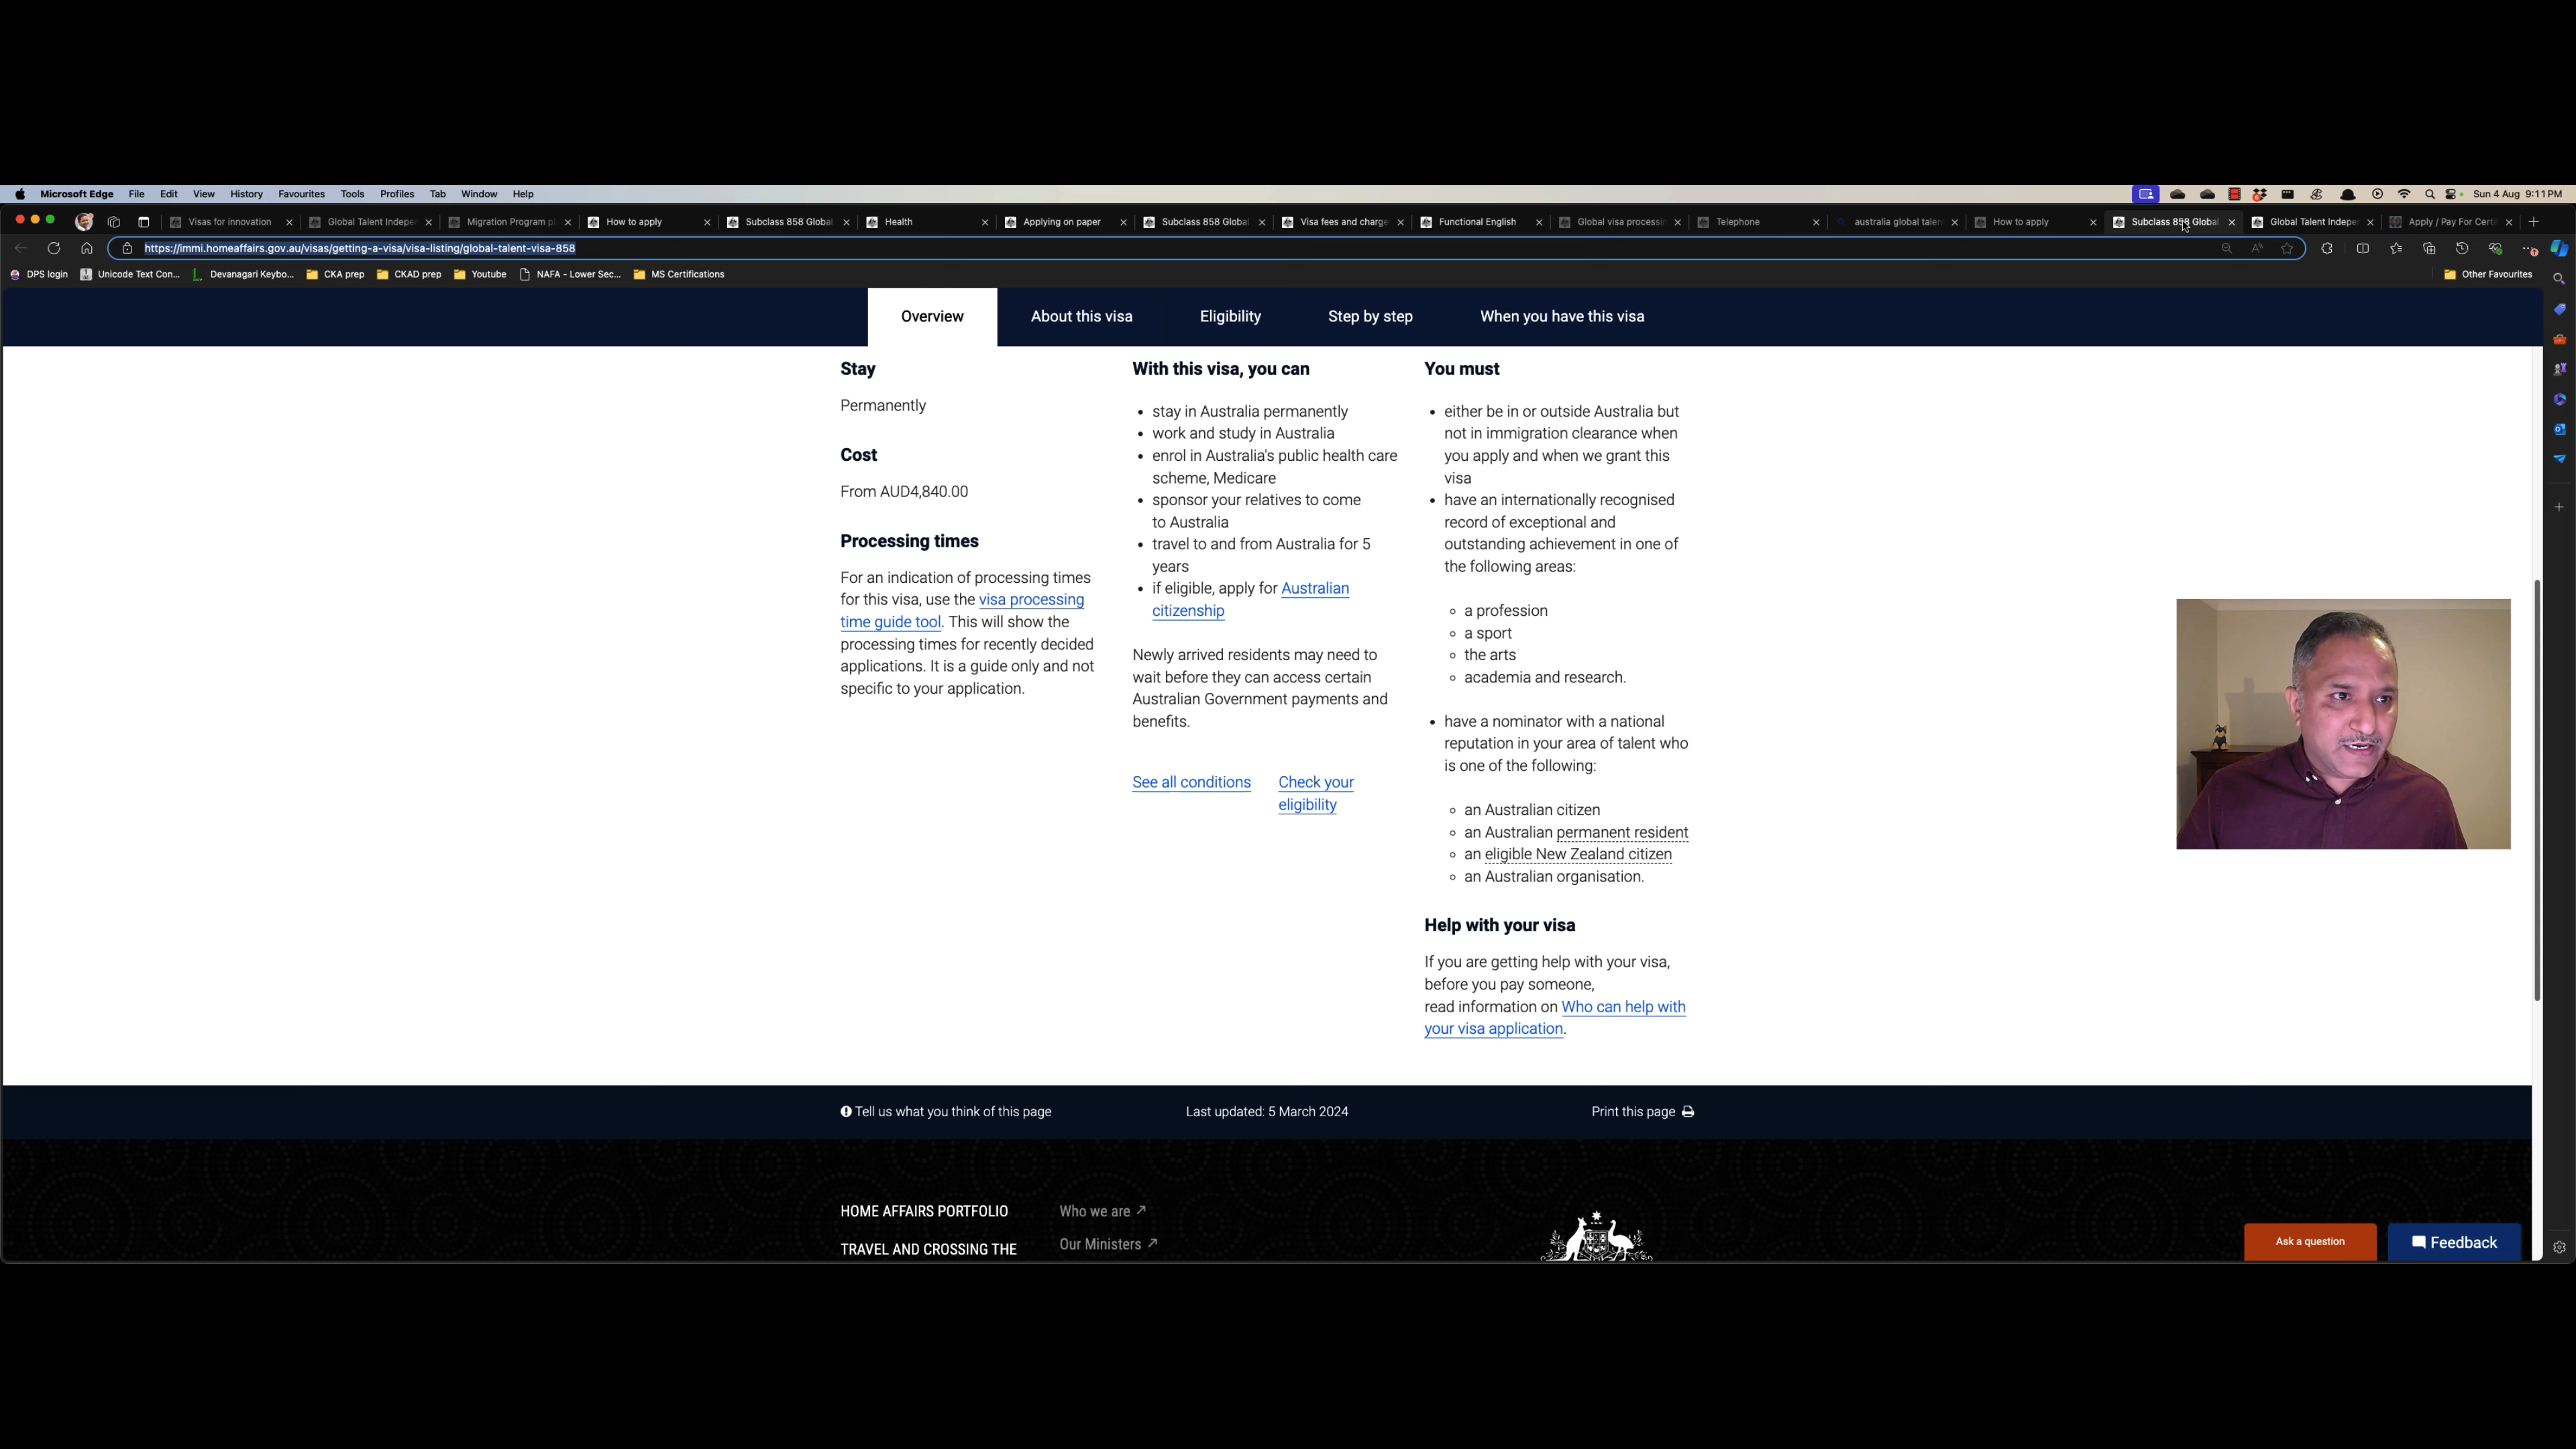 Microsoft Edge File Edit View History Favourites Tools Profiles Tab Window Help
Sun 4 Aug 9:11PM
Visas for innovation
Global Talent Indepe
Migration Program pl
How to apply
Subclass 858 Global
Health
Applying on paper
Subclass 858 Global
Visa fees and charge
Functional English
Global visa processin
Telephone
australia global talen
How to apply
Subclass 858 Global
Global Talent Indepe
Apply / Pay For Certi
https://immi.homeaffairs.gov.au/visas/getting-a-visa/visa-listing/global-talent-visa-858
DPS login
Unicode Text Con...
Devanagari Keybo...
CKA prep
CKAD prep
Youtube
NAFA - Lower Sec...
MS Certifications
Other Favourites
Overview
About this visa
Eligibility
Step by step
When you have this visa
Stay
Permanently
Cost
From AUD4,840.00
Processing times
For an indication of processing times
for this visa, use the visa processing
time guide tool. This will show the
processing times for recently decided
applications. It is a guide only and not
specific to your application.
With this visa, you can
• stay in Australia permanently
• work and study in Australia
• enrol in Australia's public health care
scheme, Medicare
• sponsor your relatives to come
to Australia
• travel to and from Australia for 5
years
• if eligible, apply for Australian
citizenship
Newly arrived residents may need to
wait before they can access certain
Australian Government payments and
benefits.
See all conditions
Check your
eligibility
You must
• either be in or outside Australia but
not in immigration clearance when
you apply and when we grant this
visa
• have an internationally recognised
record of exceptional and
outstanding achievement in one of
the following areas:
◦ a profession
◦ a sport
◦ the arts
◦ academia and research.
• have a nominator with a national
reputation in your area of talent who
is one of the following:
◦ an Australian citizen
◦ an Australian permanent resident
◦ an eligible New Zealand citizen
◦ an Australian organisation.
Help with your visa
If you are getting help with your visa,
before you pay someone,
read information on Who can help with
your visa application.
Tell us what you think of this page
Last updated: 5 March 2024
Print this page
HOME AFFAIRS PORTFOLIO
TRAVEL AND CROSSING THE
Who we are
Our Ministers
Ask a question
Feedback